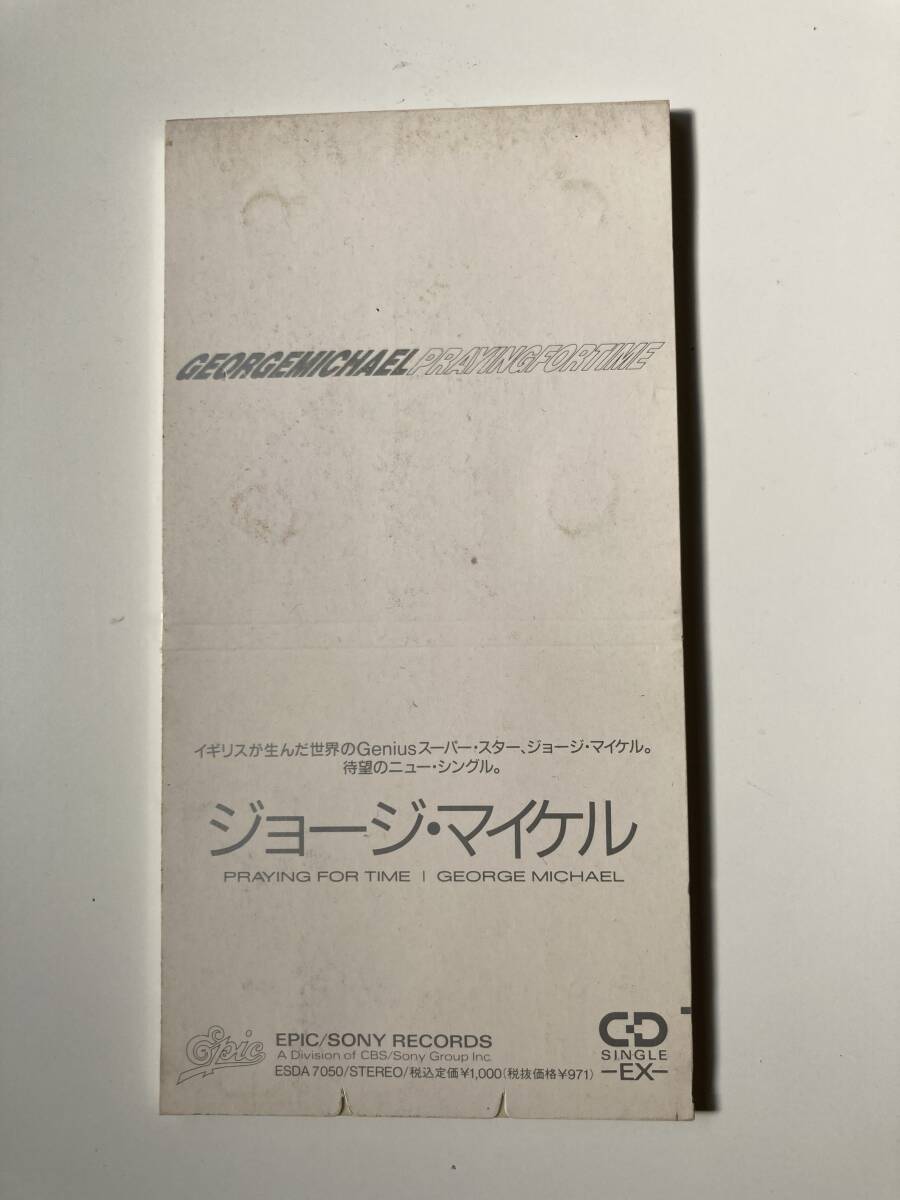 GEORGEMICHAELPRAYINGFORTIME
イギリスが生んだ世界のGeniusスーパー・スター、ジョージ・マイケル。
待望のニュー・シングル。
ジョージ・マイケル
PRAYING FOR TIME | GEORGE MICHAEL
Epic
EPIC/SONY RECORDS
A Division of CBS/Sony Group Inc.
ESDA 7050/STEREO/税込定価¥1,000(税抜価格¥971)
CD
SINGLE
-EX-